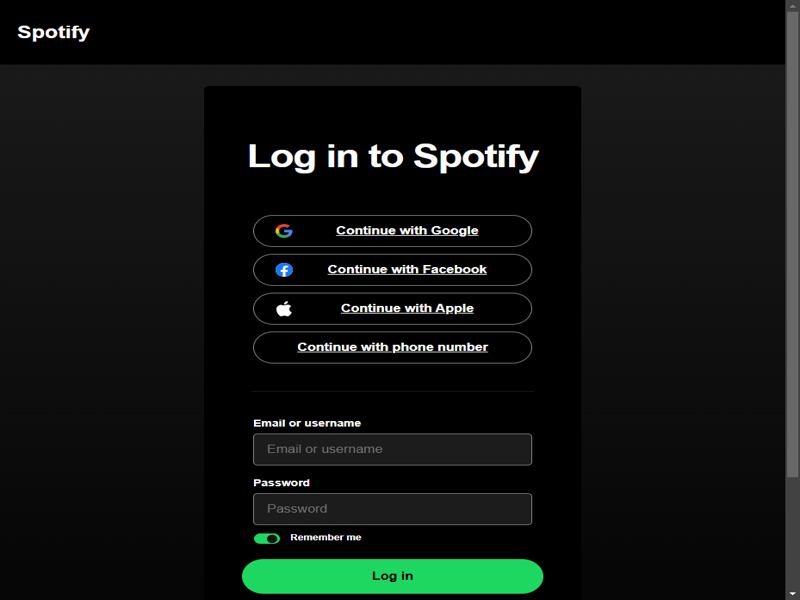 Spotify
Log in to Spotify
Continue with Google
Continue with Facebook
Continue with Apple
Continue with phone number
Email or username
Email or username
Password
Password
Remember me
Log in